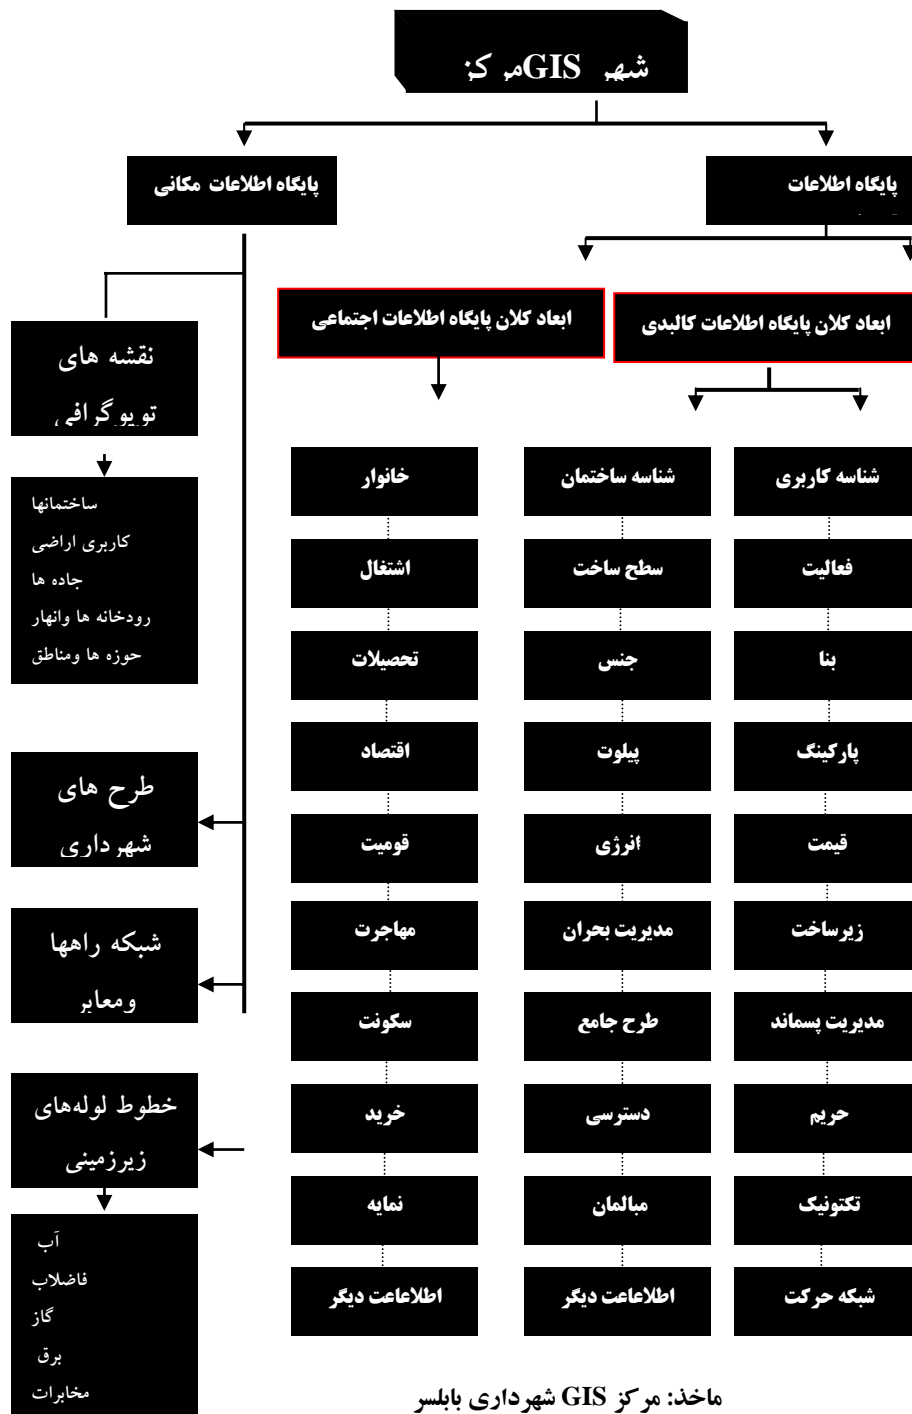 مرکز GIS شهر
پایگاه اطلاعات
پایگاه اطلاعات مکانی
ابعاد کلان پایگاه اطلاعات کالبدی
ابعاد کلان پایگاه اطلاعات اجتماعی
شناسه کاربری
فعالیت
بنا
پارکینگ
قیمت
زیرساخت
مدیریت پسماند
حریم
تکتونیک
شبکه حرکت
شناسه ساختمان
سطح ساخت
جنس
پیلوت
انرژی
مدیریت بحران
طرح جامع
دسترسی
مبالمان
اطلاعاعت دیگر
خانوار
اشتغال
تحصیلات
اقتصاد
قومیت
مهاجرت
سکونت
خرید
نمایه
اطلاعاعت دیگر
نقشه های
توپوگرافی
ساختمانها
کاربری اراضی
جاده ها
رودخانه ها وانهار
حوزه ها ومناطق
طرح های
شهرداری
شبکه راهها
ومعابر
خطوط لوله‌های
زیرزمینی
آب
فاضلاب
گاز
برق
مخابرات
ماخذ: مرکز GIS شهرداری بابلسر